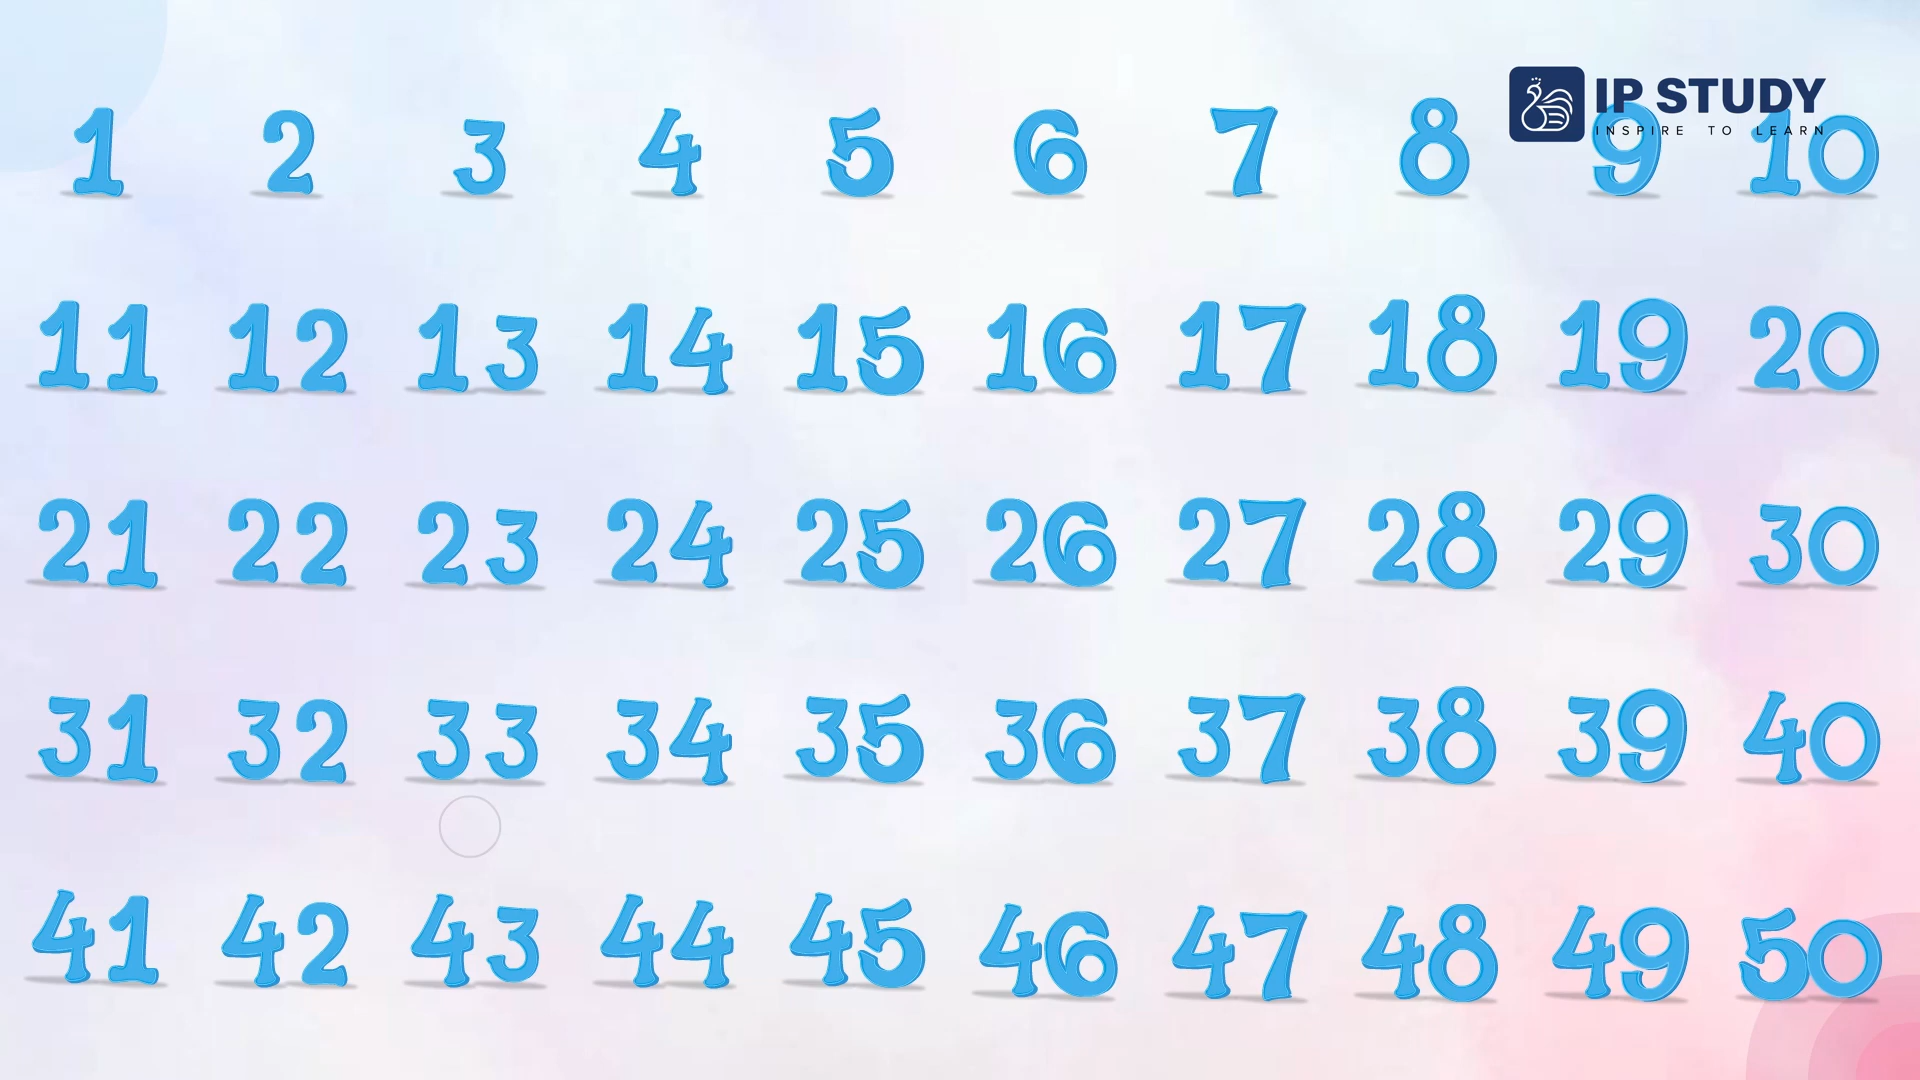 IP STUDY
INSPIRE TO LEARN
1 2 3 4 5 6 7 8 9 10
11 12 13 14 15 16 17 18 19 20
21 22 23 24 25 26 27 28 29 30
31 32 33 34 35 36 37 38 39 40
41 42 43 44 45 46 47 48 49 50